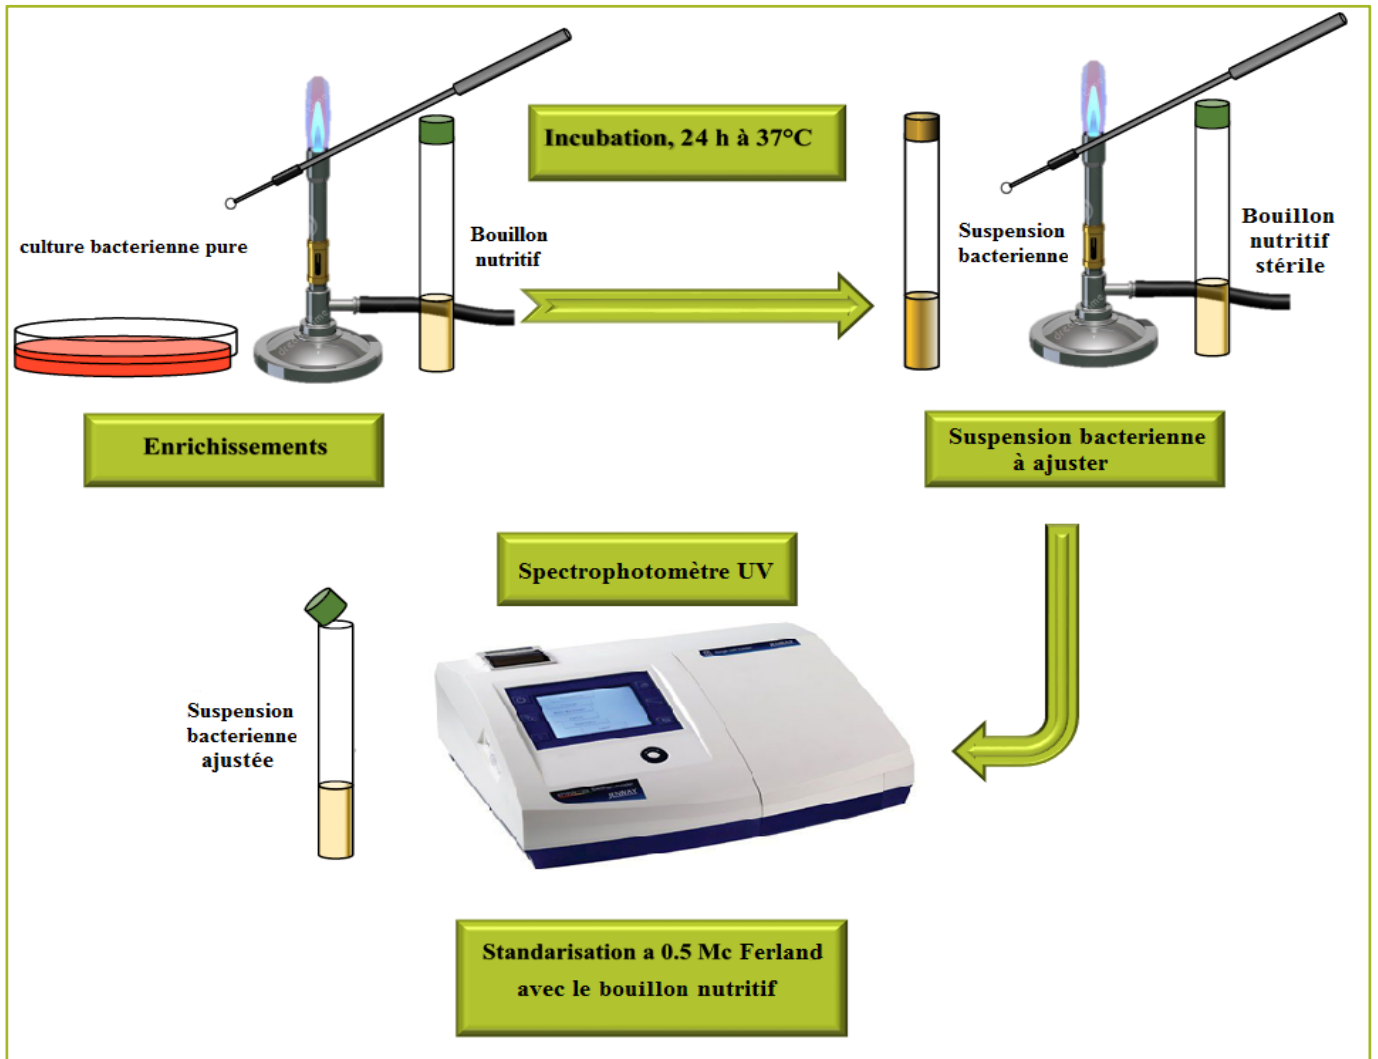 culture bacterienne pure
Bouillon
nutritif
Incubation, 24 h à 37°C
Suspension
bacterienne
Bouillon
nutritif
stérile
Enrichissements
Suspension bacterienne
à ajuster
Spectrophotomètre UV
Suspension
bacterienne
ajustée
JENWAY
Standarisation a 0.5 Mc Ferland
avec le bouillon nutritif